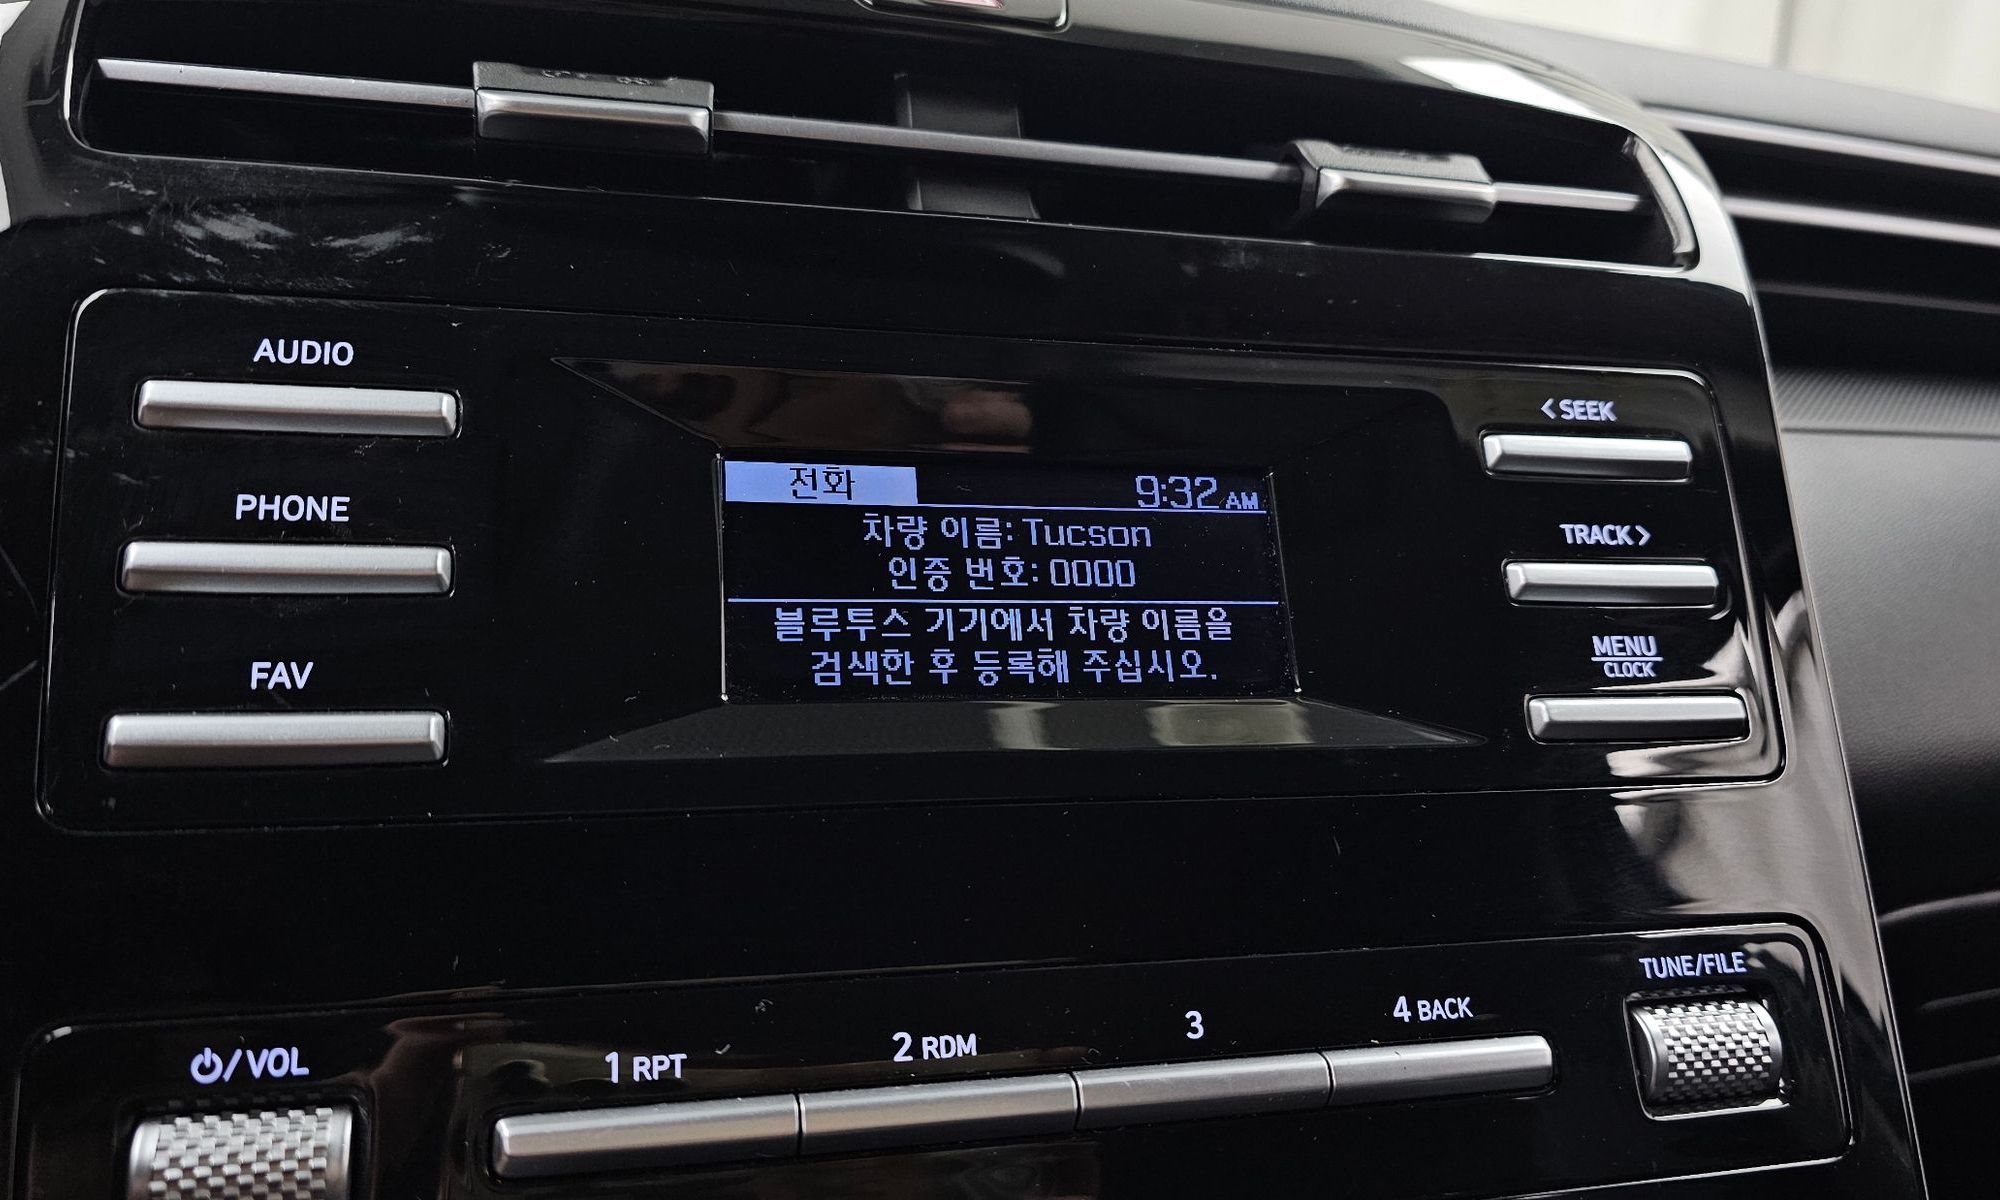 AUDIO
PHONE
FAV
전화 9:32 AM
차량 이름: Tucson
인증 번호: 0000
블루투스 기기에서 차량 이름을
검색한 후 등록해 주십시오.
< SEEK
TRACK >
MENU
CLOCK
/VOL
1 RPT
2 RDM
3
4 BACK
TUNE/FILE